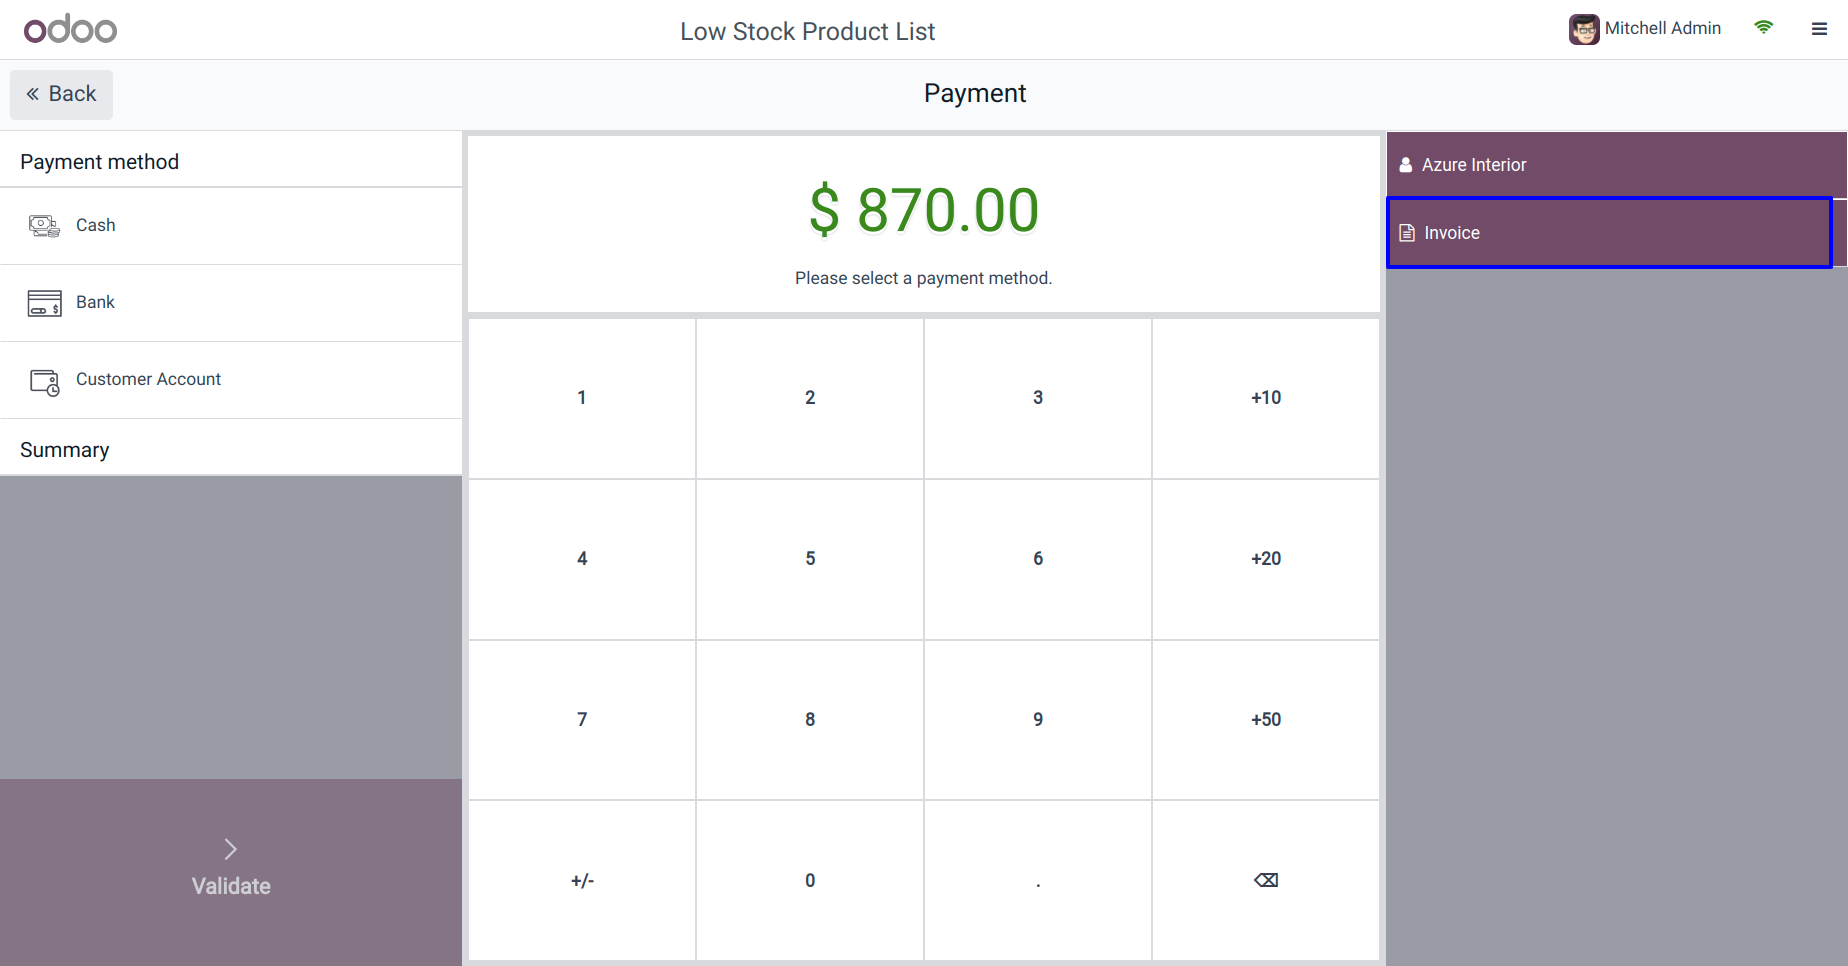 odoo
Low Stock Product List
Mitchell Admin
Back
Payment
Payment method
Cash
Bank
Customer Account
Summary
Validate
$ 870.00
Please select a payment method.
1 2 3 +10
4 5 6 +20
7 8 9 +50
+/- 0 . ⌫
Azure Interior
Invoice